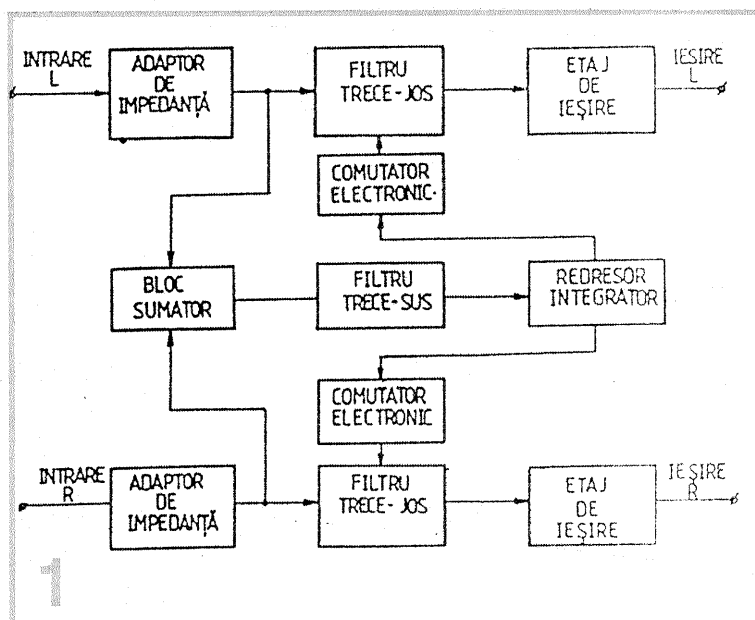 INTRARE
L
ADAPTOR
DE
IMPEDANȚĂ
FILTRU
TRECE-JOS
ETAJ
DE
IEȘIRE
IESIRE
L
COMUTATOR
ELECTRONIC
BLOC
SUMATOR
FILTRU
TRECE-SUS
REDRESOR
INTEGRATOR
COMUTATOR
ELECTRONIC
INTRARE
R
ADAPTOR
DE
IMPEDANȚĂ
FILTRU
TRECE-JOS
ETAJ
DE
IEȘIRE
IEȘIRE
R
1